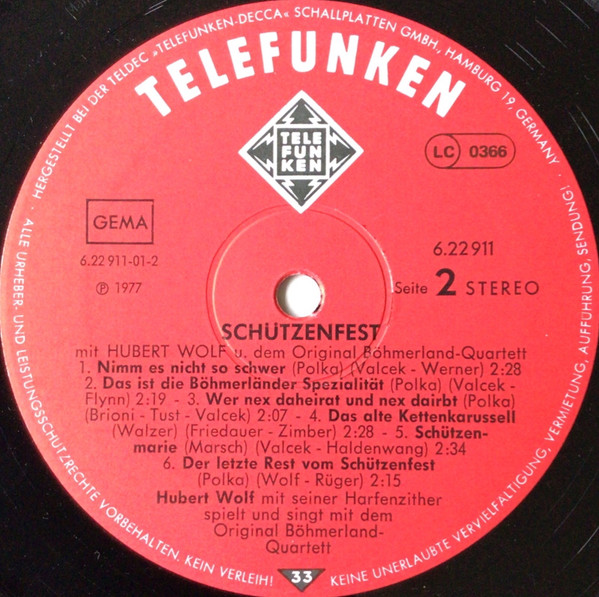 · HERGESTELLT BEI DER TELDEC »TELEFUNKEN-DECCA« SCHALLPLATTEN GMBH., HAMBURG 19, GERMANY ·
TELEFUNKEN
TELE
FUN
KEN
LC 0366
GEMA
6.22 911-01-2
℗ 1977
6.22 911
Seite 2 STEREO
SCHÜTZENFEST
mit HUBERT WOLF u. dem Original Böhmerland-Quartett
1. Nimm es nicht so schwer (Polka) (Valcek - Werner) 2:28
2. Das ist die Böhmerländer Spezialität (Polka) (Valcek -
Flynn) 2:19 - 3. Wer nex daheirat und nex dairbt (Polka)
(Brioni - Tust - Valcek) 2:07 - 4. Das alte Kettenkarussell
(Walzer) (Friedauer - Zimber) 2:28 - 5. Schützen-
marie (Marsch) (Valcek - Haldenwang) 2:34
6. Der letzte Rest vom Schützenfest
(Polka) (Wolf - Rüger) 2:15
Hubert Wolf mit seiner Harfenzither
spielt und singt mit dem
Original Böhmerland-
Quartett
ALLE URHEBER- UND LEISTUNGSSCHUTZRECHTE VORBEHALTEN. KEIN VERLEIH!
33
KEINE UNERLAUBTE VERVIELFÄLTIGUNG, VERMIETUNG, AUFFÜHRUNG, SENDUNG!